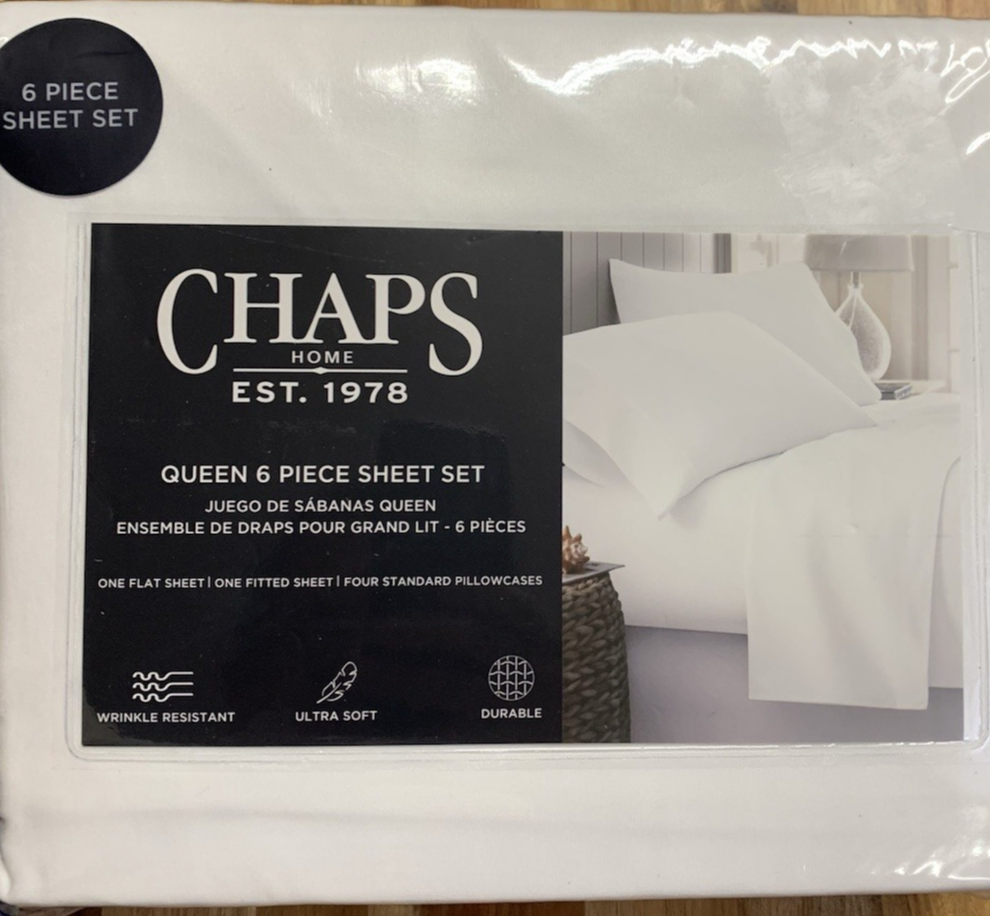 6 PIECE
SHEET SET
CHAPS
HOME
EST. 1978
QUEEN 6 PIECE SHEET SET
JUEGO DE SÁBANAS QUEEN
ENSEMBLE DE DRAPS POUR GRAND LIT - 6 PIÈCES
ONE FLAT SHEET | ONE FITTED SHEET | FOUR STANDARD PILLOWCASES
WRINKLE RESISTANT
ULTRA SOFT
DURABLE